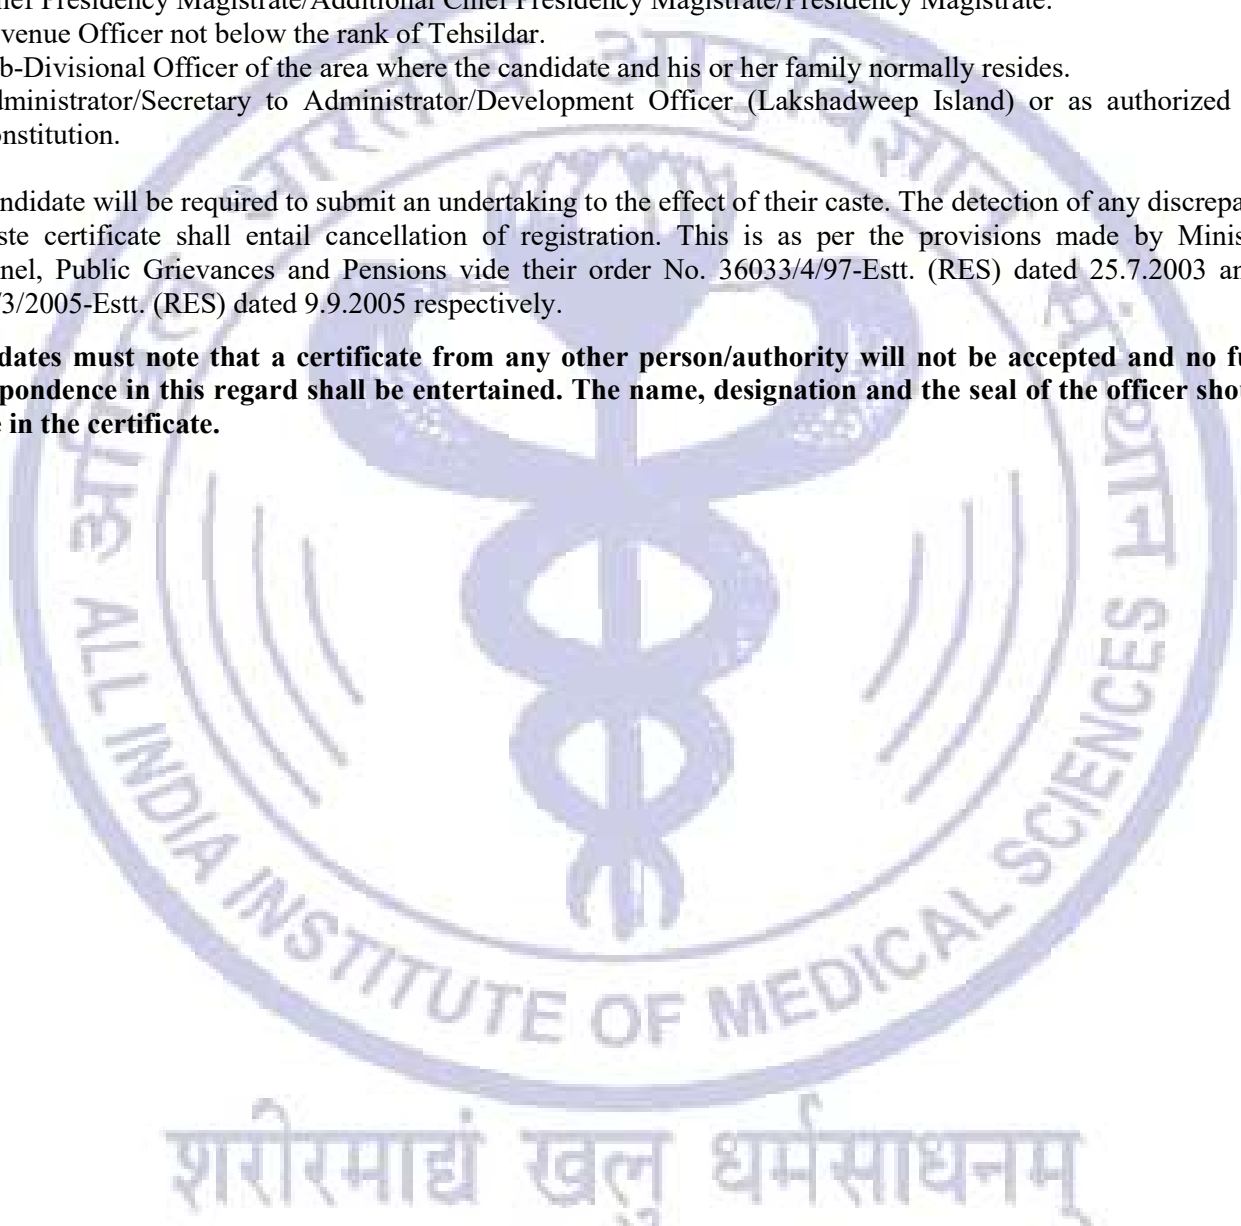 ief Presidency Magistrate/Additional Chief Presidency Magistrate/Presidency Magistrate.
venue Officer not below the rank of Tehsildar.
b-Divisional Officer of the area where the candidate and his or her family normally resides.
dministrator/Secretary to Administrator/Development Officer (Lakshadweep Island) or as authorized
onstitution.
ndidate will be required to submit an undertaking to the effect of their caste. The detection of any discrepa
ste certificate shall entail cancellation of registration. This is as per the provisions made by Minis
nel, Public Grievances and Pensions vide their order No. 36033/4/97-Estt. (RES) dated 25.7.2003 an
/3/2005-Estt. (RES) dated 9.9.2005 respectively.
dates must note that a certificate from any other person/authority will not be accepted and no fu
pondence in this regard shall be entertained. The name, designation and the seal of the officer shou
e in the certificate.
भारतीय आयुर्विज्ञान संस्थान
ALL INDIA INSTITUTE OF MEDICAL SCIENCES
शरीरमाद्यं खलु धर्मसाधनम्